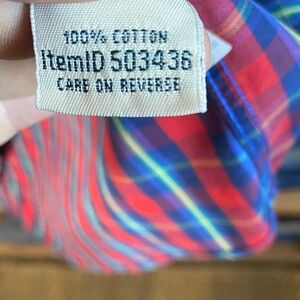 100% COTTON
ItemID 503436
CARE ON REVERSE